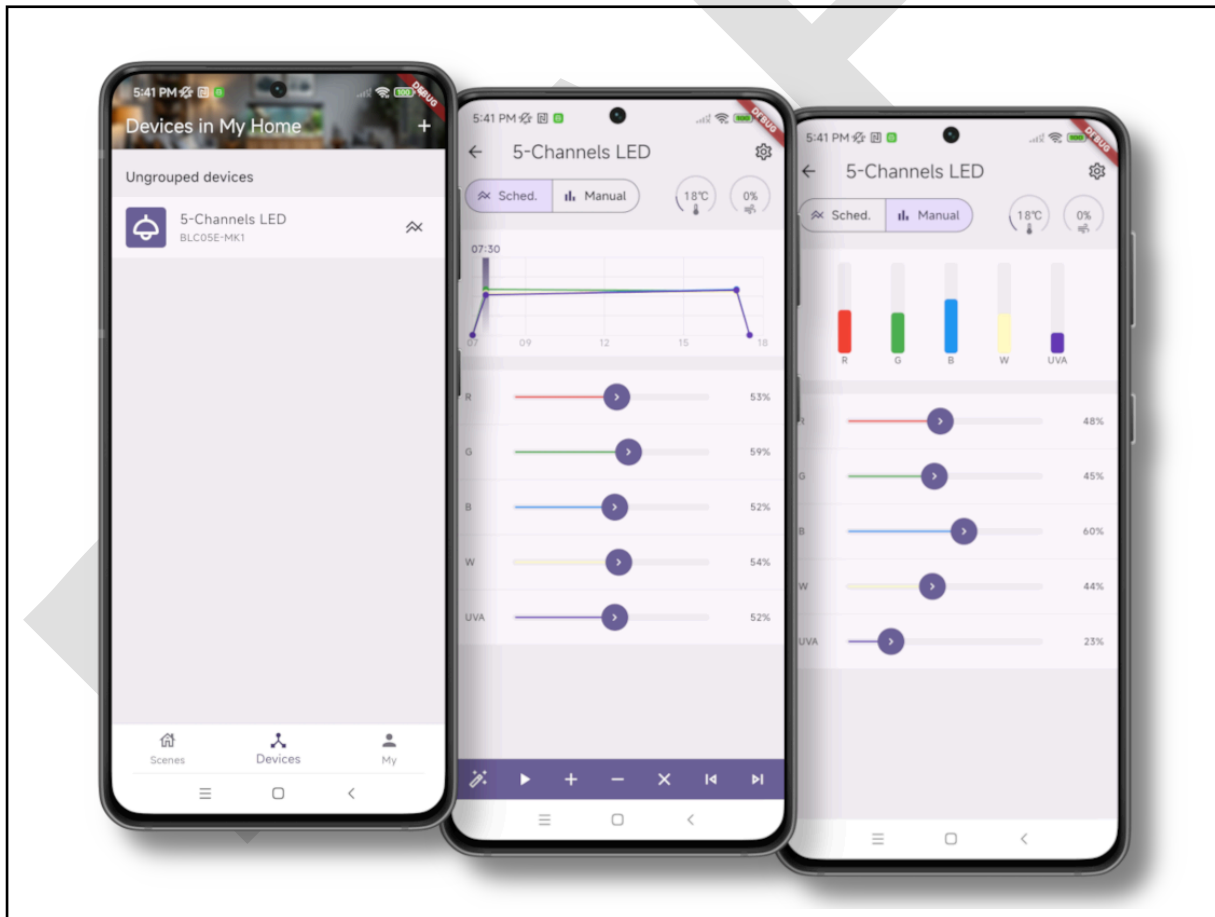 5:41 PM
100
DEBUG
Devices in My Home
+
Ungrouped devices
5-Channels LED
BLC05E-MK1
Scenes
Devices
My
5:41 PM
DEBUG
5-Channels LED
Sched.
Manual
18°C
0%
07:30
07 09 12 15 18
R 53%
G 59%
B 52%
W 54%
UVA 52%
5:41 PM
DEBUG
5-Channels LED
Sched.
Manual
18°C
0%
R G B W UVA
R 48%
G 45%
B 60%
W 44%
UVA 23%